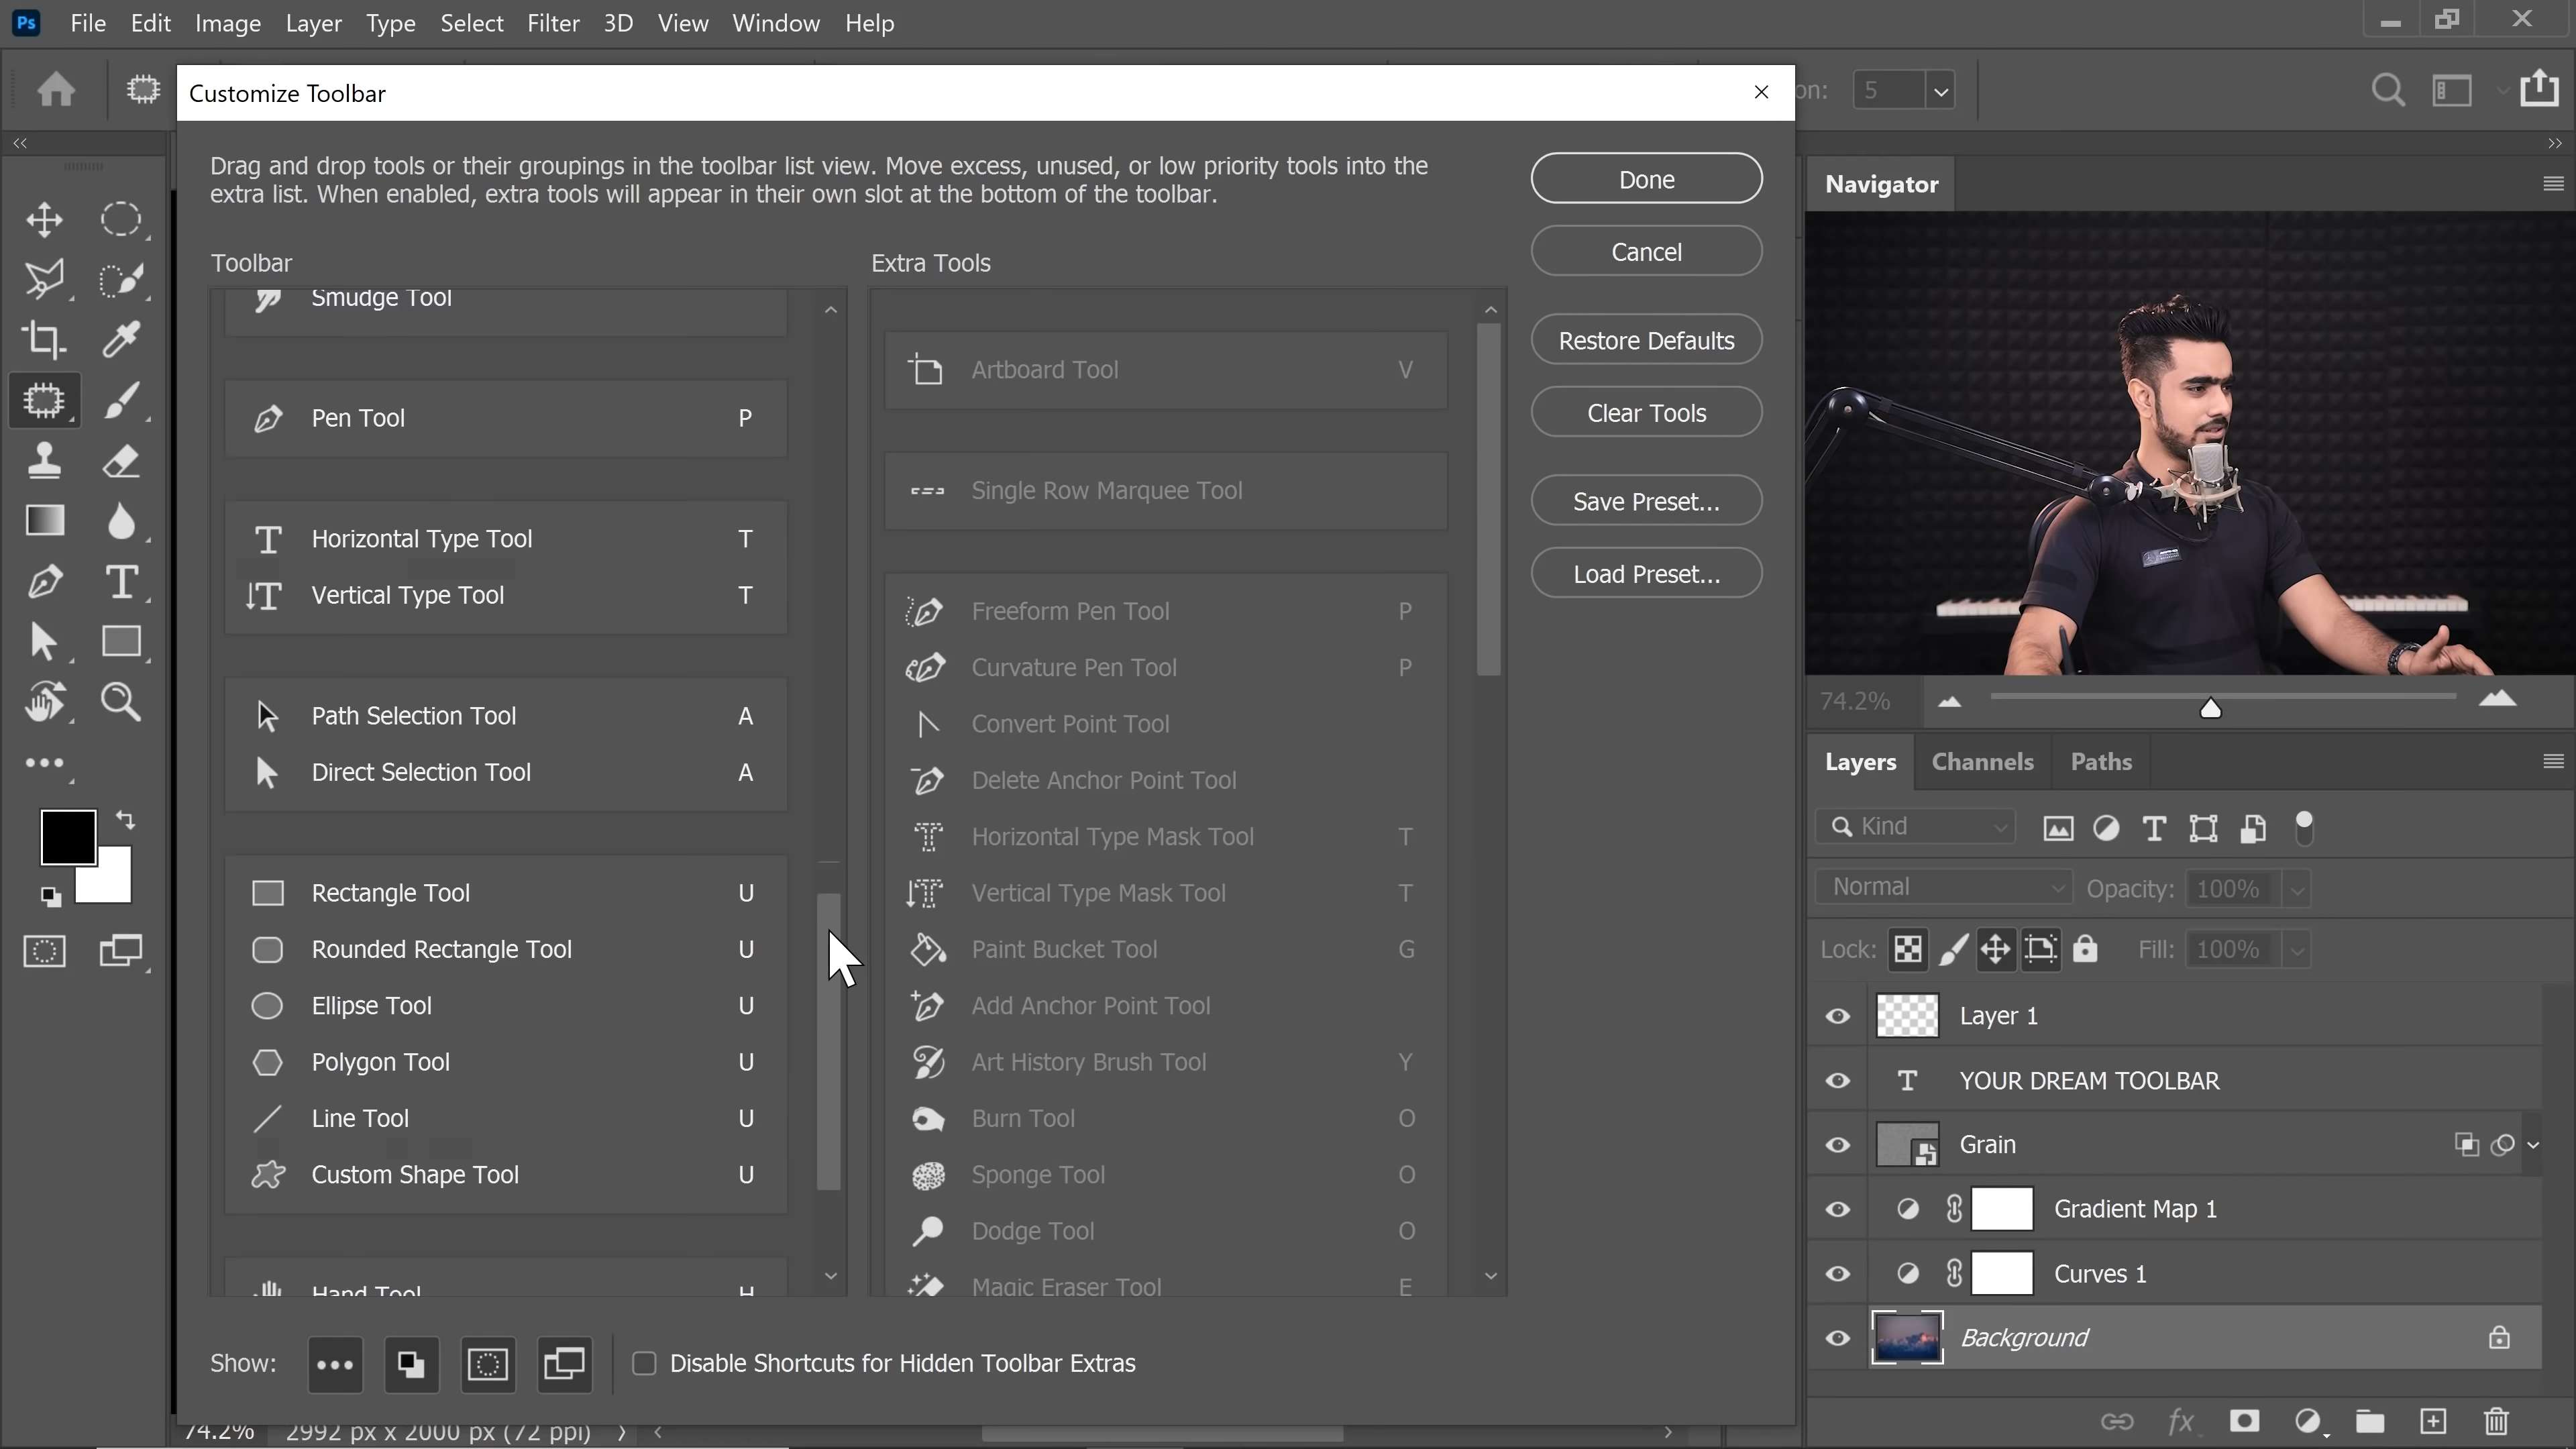 Ps File Edit Image Layer Type Select Filter 3D View Window Help
on: 5
Customize Toolbar
Drag and drop tools or their groupings in the toolbar list view. Move excess, unused, or low priority tools into the
extra list. When enabled, extra tools will appear in their own slot at the bottom of the toolbar.
Toolbar
Smudge Tool
Pen Tool P
Horizontal Type Tool T
Vertical Type Tool T
Path Selection Tool A
Direct Selection Tool A
Rectangle Tool U
Rounded Rectangle Tool U
Ellipse Tool U
Polygon Tool U
Line Tool U
Custom Shape Tool U
Hand Tool H
Extra Tools
Artboard Tool V
Single Row Marquee Tool
Freeform Pen Tool P
Curvature Pen Tool P
Convert Point Tool
Delete Anchor Point Tool
Horizontal Type Mask Tool T
Vertical Type Mask Tool T
Paint Bucket Tool G
Add Anchor Point Tool
Art History Brush Tool Y
Burn Tool O
Sponge Tool O
Dodge Tool O
Magic Eraser Tool E
Done
Cancel
Restore Defaults
Clear Tools
Save Preset...
Load Preset...
Show: Disable Shortcuts for Hidden Toolbar Extras
74.2% 2992 px x 2000 px (72 ppi)
Navigator
74.2%
Layers Channels Paths
Kind
Normal Opacity: 100%
Lock: Fill: 100%
Layer 1
YOUR DREAM TOOLBAR
Grain
Gradient Map 1
Curves 1
Background
fx